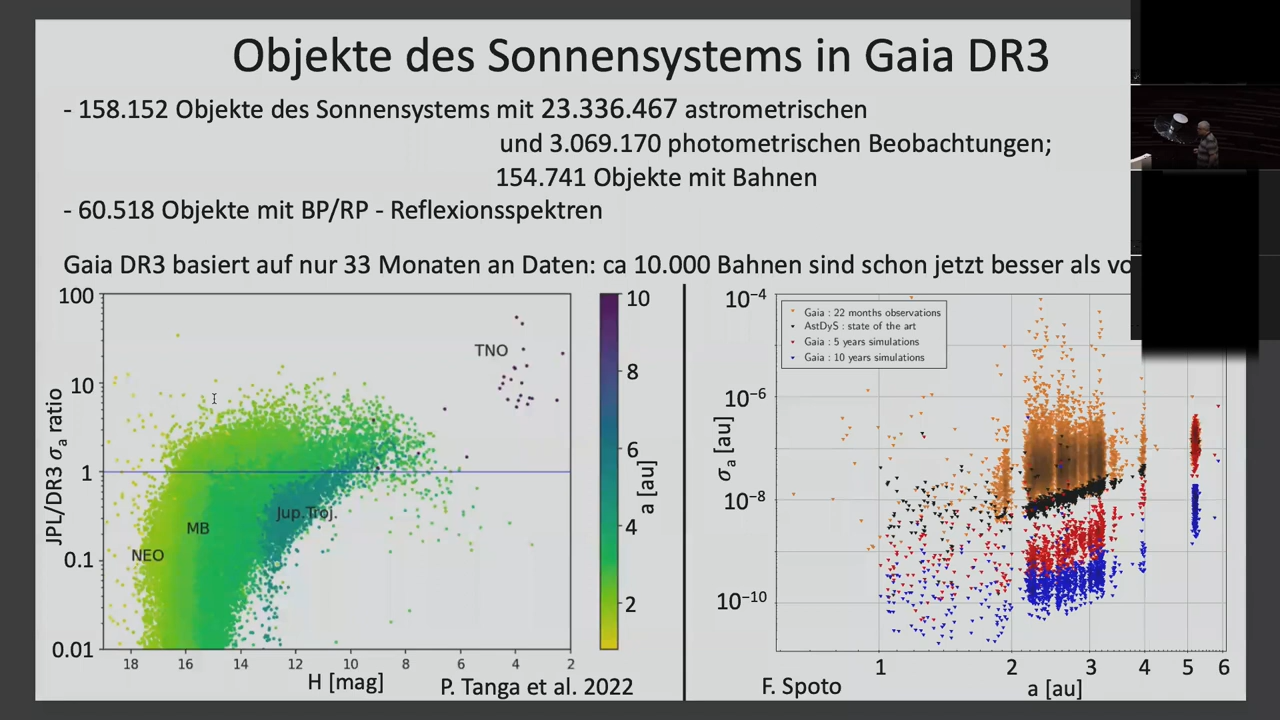 Objekte des Sonnensystems in Gaia DR3
- 158.152 Objekte des Sonnensystems mit 23.336.467 astrometrischen
und 3.069.170 photometrischen Beobachtungen;
154.741 Objekte mit Bahnen
- 60.518 Objekte mit BP/RP - Reflexionsspektren
Gaia DR3 basiert auf nur 33 Monaten an Daten: ca 10.000 Bahnen sind schon jetzt besser als vo
100
10
1
0.1
0.01
JPL/DR3 σa ratio
TNO
Jup.Troj.
MB
NEO
18 16 14 12 10 8 6 4 2
H [mag]
P. Tanga et al. 2022
10
8
6
4
2
a [au]
Gaia : 22 months observations
AstDyS : state of the art
Gaia : 5 years simulations
Gaia : 10 years simulations
10⁻⁴
10⁻⁶
10⁻⁸
10⁻¹⁰
σa [au]
1 2 3 4 5 6
F. Spoto
a [au]